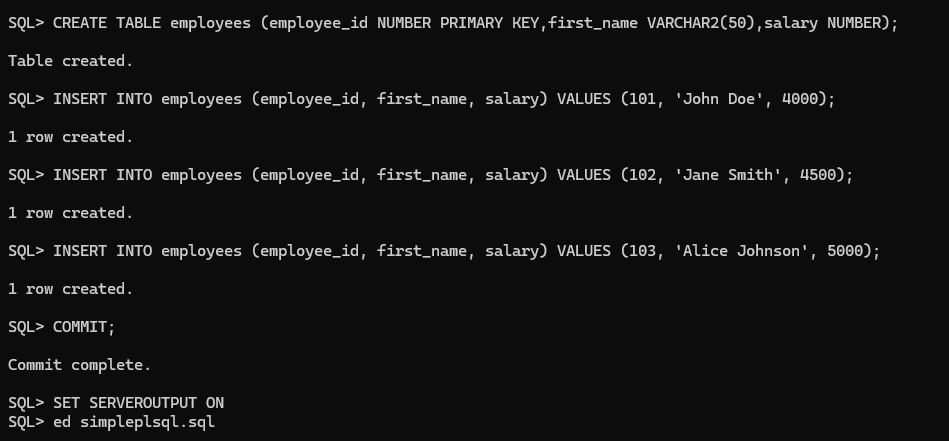 SQL> CREATE TABLE employees (employee_id NUMBER PRIMARY KEY,first_name VARCHAR2(50),salary NUMBER);
Table created.
SQL> INSERT INTO employees (employee_id, first_name, salary) VALUES (101, 'John Doe', 4000);
1 row created.
SQL> INSERT INTO employees (employee_id, first_name, salary) VALUES (102, 'Jane Smith', 4500);
1 row created.
SQL> INSERT INTO employees (employee_id, first_name, salary) VALUES (103, 'Alice Johnson', 5000);
1 row created.
SQL> COMMIT;
Commit complete.
SQL> SET SERVEROUTPUT ON
SQL> ed simpleplsql.sql